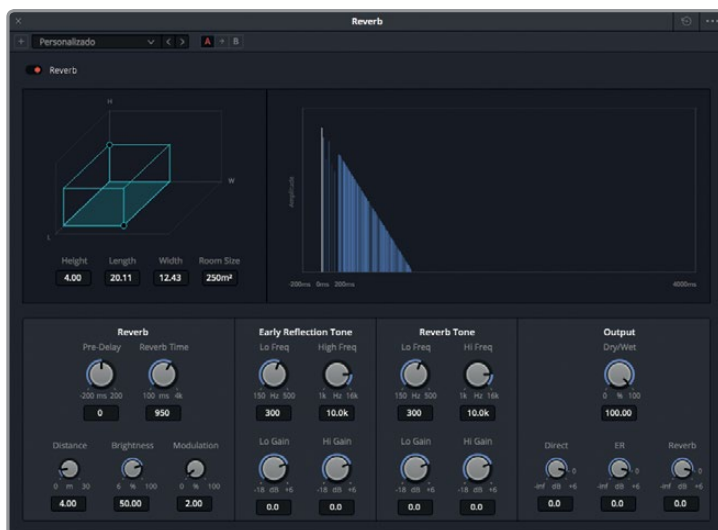 Reverb
Personalizado
A
B
Reverb
H
W
L
Height Length Width Room Size
4.00 20.11 12.43 250m²
Amplitude
-200ms 0ms 200ms 4000ms
Reverb
Pre-Delay Reverb Time
-200 ms 200 100 ms 4k
0 950
Distance Brightness Modulation
0 m 30 6 % 100 0 % 100
4.00 50.00 2.00
Early Reflection Tone
Lo Freq High Freq
150 Hz 500 1k Hz 16k
300 10.0k
Lo Gain Hi Gain
-18 dB +6 -18 dB +6
0.0 0.0
Reverb Tone
Lo Freq Hi Freq
150 Hz 500 1k Hz 16k
300 10.0k
Lo Gain Hi Gain
-18 dB +6 -18 dB +6
0.0 0.0
Output
Dry/Wet
0 % 100
100.00
Direct ER Reverb
0 0 0
-Inf dB +6 -Inf dB +6 -Inf dB +6
0.0 0.0 0.0